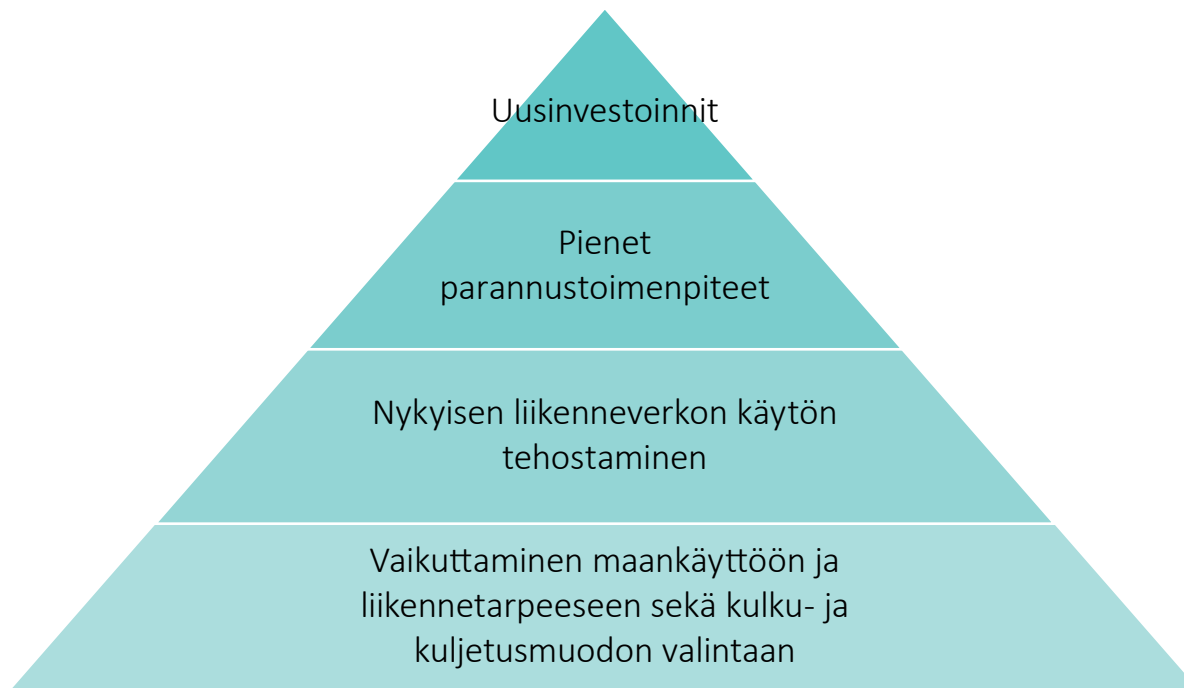 Uusinvestoinnit
Pienet
parannustoimenpiteet
Nykyisen liikenneverkon käytön
tehostaminen
Vaikuttaminen maankäyttöön ja
liikennetarpeeseen sekä kulku- ja
kuljetusmuodon valintaan